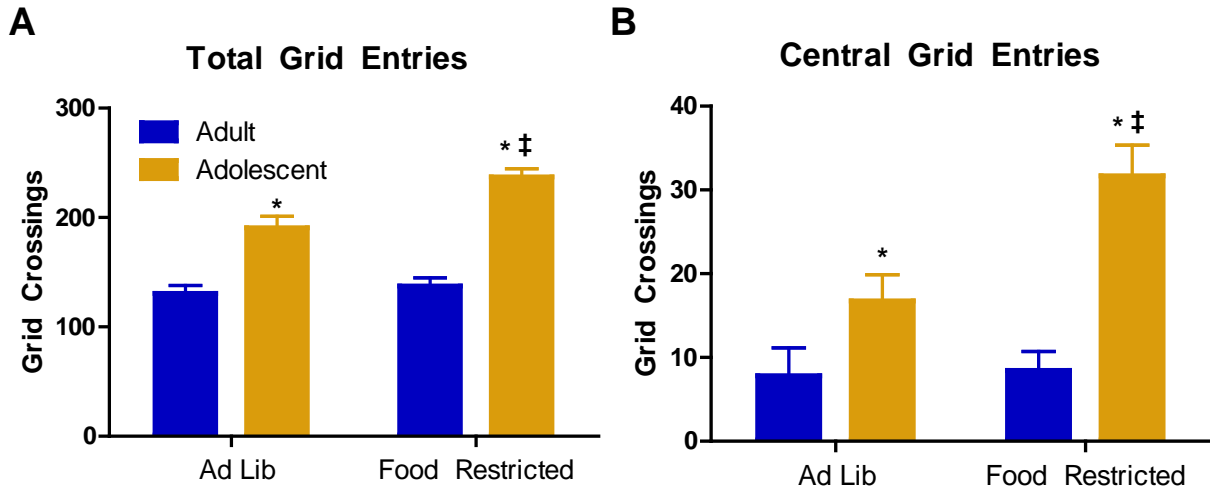 A
Total Grid Entries
Grid Crossings
300
200
100
0
Adult
Adolescent
*
* ‡
Ad Lib
Food Restricted
B
Central Grid Entries
Grid Crossings
40
30
20
10
0
*
* ‡
Ad Lib
Food Restricted